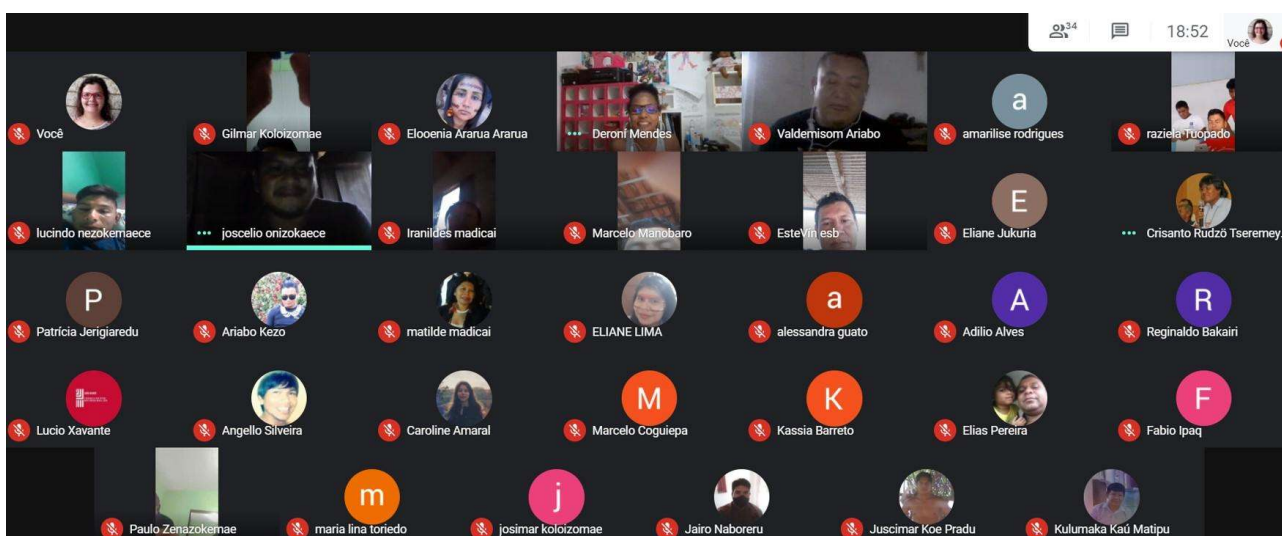 34
18:52
Você
Você
Gilmar Koloizomae
Elooenia Ararua Ararua
Deroní Mendes
Valdemisom Ariabo
amarilise rodrigues
raziela Tuopado
lucindo nezokemaece
joscelio onizokaece
Iranildes madicai
Marcelo Manobaro
EsteVin esb
Eliane Jukuria
Crisanto Rudzö Tseremey...
E
a
P
Patrícia Jerigiaredu
Ariabo Kezo
matilde madicai
ELIANE LIMA
a
alessandra guato
A
Adilio Alves
R
Reginaldo Bakairi
Lucio Xavante
Angello Silveira
Caroline Amaral
M
Marcelo Coguiepa
K
Kassia Barreto
Elias Pereira
F
Fabio Ipaq
Paulo Zenazokemae
m
maria lina toriedo
j
josimar koloizomae
Jairo Naboreru
Juscimar Koe Pradu
Kulumaka Kaú Matipu